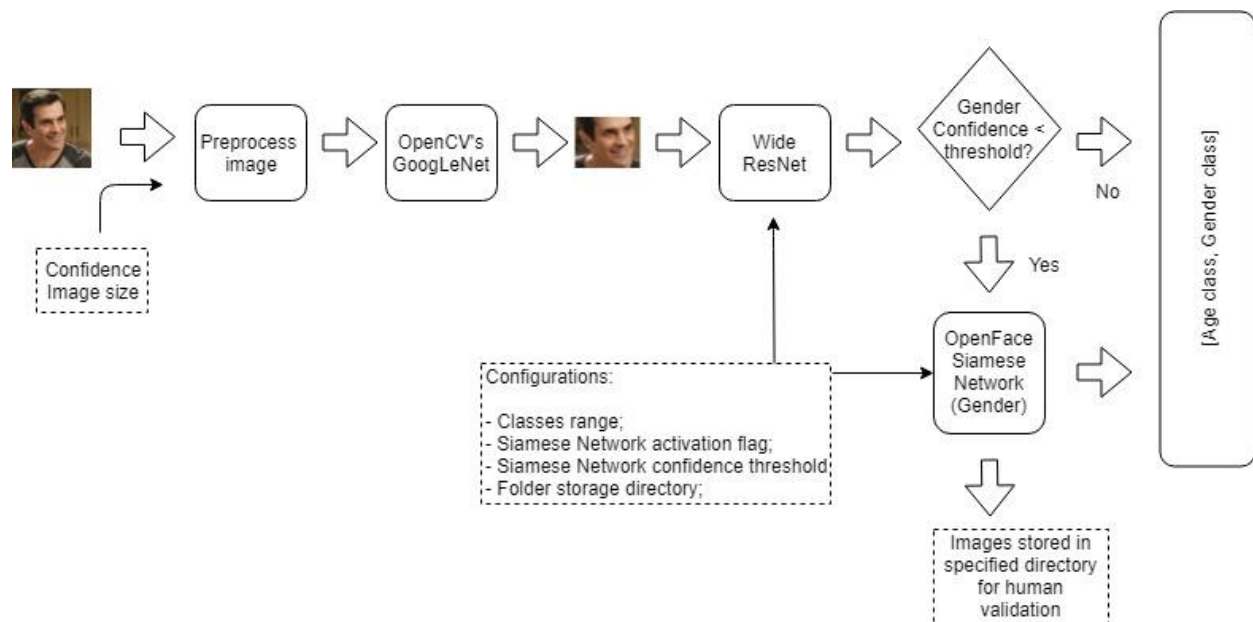 Preprocess
image
OpenCV's
GoogLeNet
Wide
ResNet
Gender
Confidence <
threshold?
No
[Age class, Gender class]
Confidence
Image size
Yes
OpenFace
Siamese
Network
(Gender)
Configurations:
- Classes range;
- Siamese Network activation flag;
- Siamese Network confidence threshold
- Folder storage directory;
Images stored in
specified directory
for human
validation